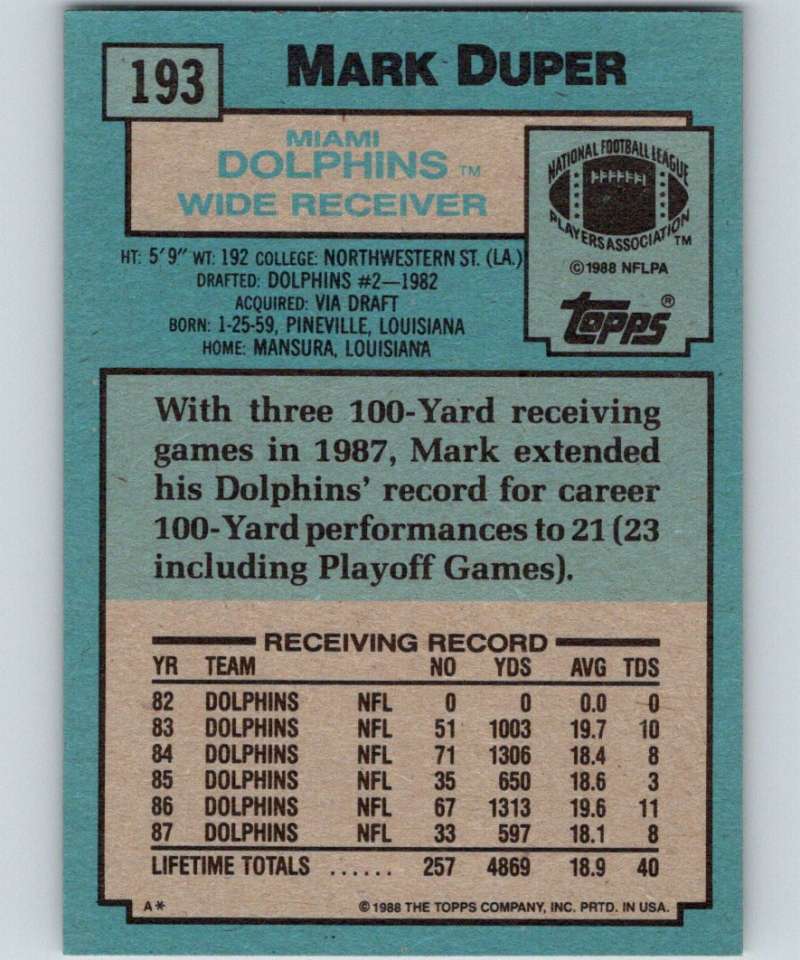 193
MARK DUPER
MIAMI
DOLPHINS TM
WIDE RECEIVER
NATIONAL FOOTBALL LEAGUE
PLAYERS ASSOCIATION TM
© 1988 NFLPA
Topps ®
HT: 5'9" WT: 192 COLLEGE: NORTHWESTERN ST. (LA.)
DRAFTED: DOLPHINS #2—1982
ACQUIRED: VIA DRAFT
BORN: 1-25-59, PINEVILLE, LOUISIANA
HOME: MANSURA, LOUISIANA
With three 100-Yard receiving
games in 1987, Mark extended
his Dolphins' record for career
100-Yard performances to 21 (23
including Playoff Games).
RECEIVING RECORD
YR TEAM NO YDS AVG TDS
82 DOLPHINS NFL 0 0 0.0 0
83 DOLPHINS NFL 51 1003 19.7 10
84 DOLPHINS NFL 71 1306 18.4 8
85 DOLPHINS NFL 35 650 18.6 3
86 DOLPHINS NFL 67 1313 19.6 11
87 DOLPHINS NFL 33 597 18.1 8
LIFETIME TOTALS ...... 257 4869 18.9 40
A* © 1988 THE TOPPS COMPANY, INC. PRTD. IN USA.